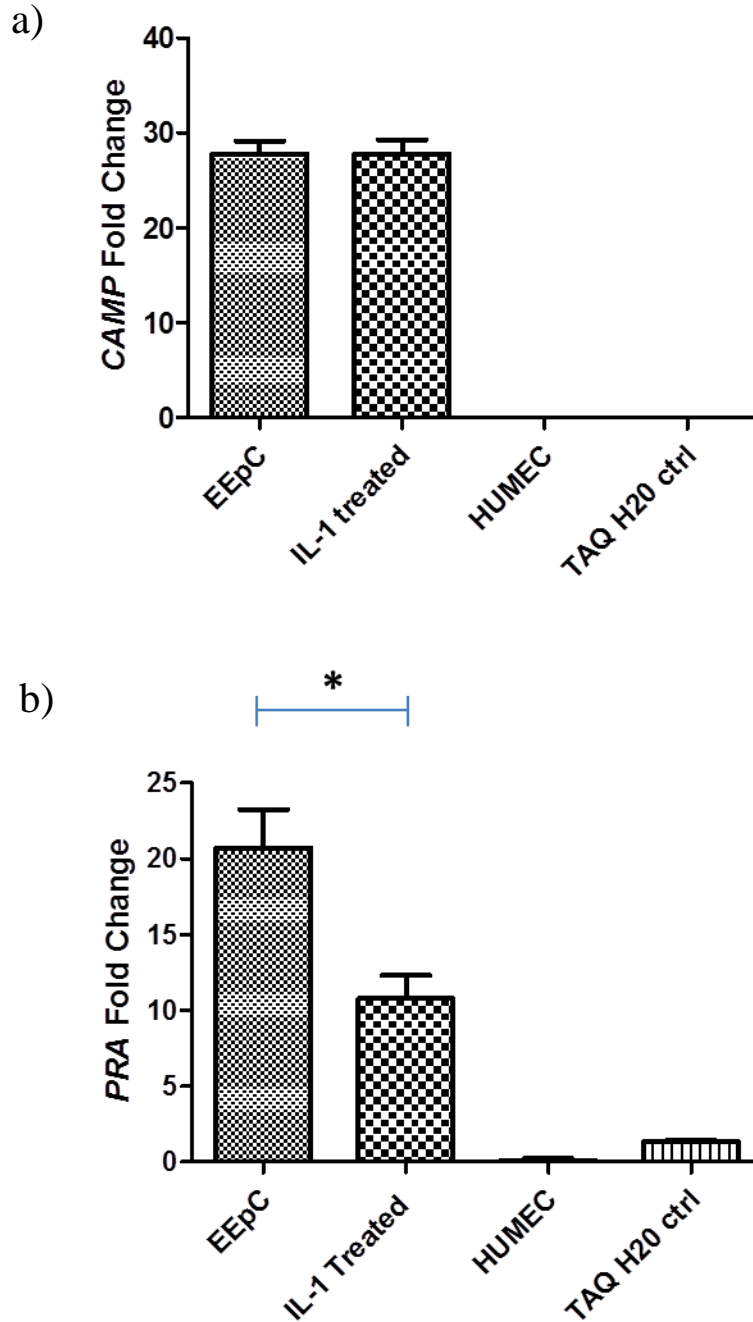 a)
40
30
20
10
0
CAMP Fold Change
EEpC
IL-1 treated
HUMEC
TAQ H20 ctrl
b)
*
25
20
15
10
5
0
PRA Fold Change
EEpC
IL-1 Treated
HUMEC
TAQ H20 ctrl